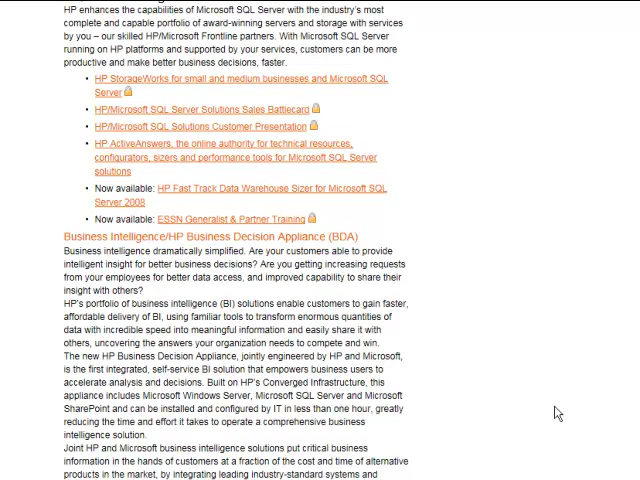 HP enhances the capabilities of Microsoft SQL Server with the industry's most
complete and capable portfolio of award-winning servers and storage with services
by you – our skilled HP/Microsoft Frontline partners. With Microsoft SQL Server
running on HP platforms and supported by your services, customers can be more
productive and make better business decisions, faster.
• HP StorageWorks for small and medium businesses and Microsoft SQL
Server
• HP/Microsoft SQL Server Solutions Sales Battlecard
• HP/Microsoft SQL Solutions Customer Presentation
• HP ActiveAnswers, the online authority for technical resources,
configurators, sizers and performance tools for Microsoft SQL Server
solutions
• Now available: HP Fast Track Data Warehouse Sizer for Microsoft SQL
Server 2008
• Now available: ESSN Generalist & Partner Training
Business Intelligence/HP Business Decision Appliance (BDA)
Business intelligence dramatically simplified. Are your customers able to provide
intelligent insight for better business decisions? Are you getting increasing requests
from your employees for better data access, and improved capability to share their
insight with others?
HP's portfolio of business intelligence (BI) solutions enable customers to gain faster,
affordable delivery of BI, using familiar tools to transform enormous quantities of
data with incredible speed into meaningful information and easily share it with
others, uncovering the answers your organization needs to compete and win.
The new HP Business Decision Appliance, jointly engineered by HP and Microsoft,
is the first integrated, self-service BI solution that empowers business users to
accelerate analysis and decisions. Built on HP's Converged Infrastructure, this
appliance includes Microsoft Windows Server, Microsoft SQL Server and Microsoft
SharePoint and can be installed and configured by IT in less than one hour, greatly
reducing the time and effort it takes to operate a comprehensive business
intelligence solution.
Joint HP and Microsoft business intelligence solutions put critical business
information in the hands of customers at a fraction of the cost and time of alternative
products in the market, by integrating leading industry-standard systems and